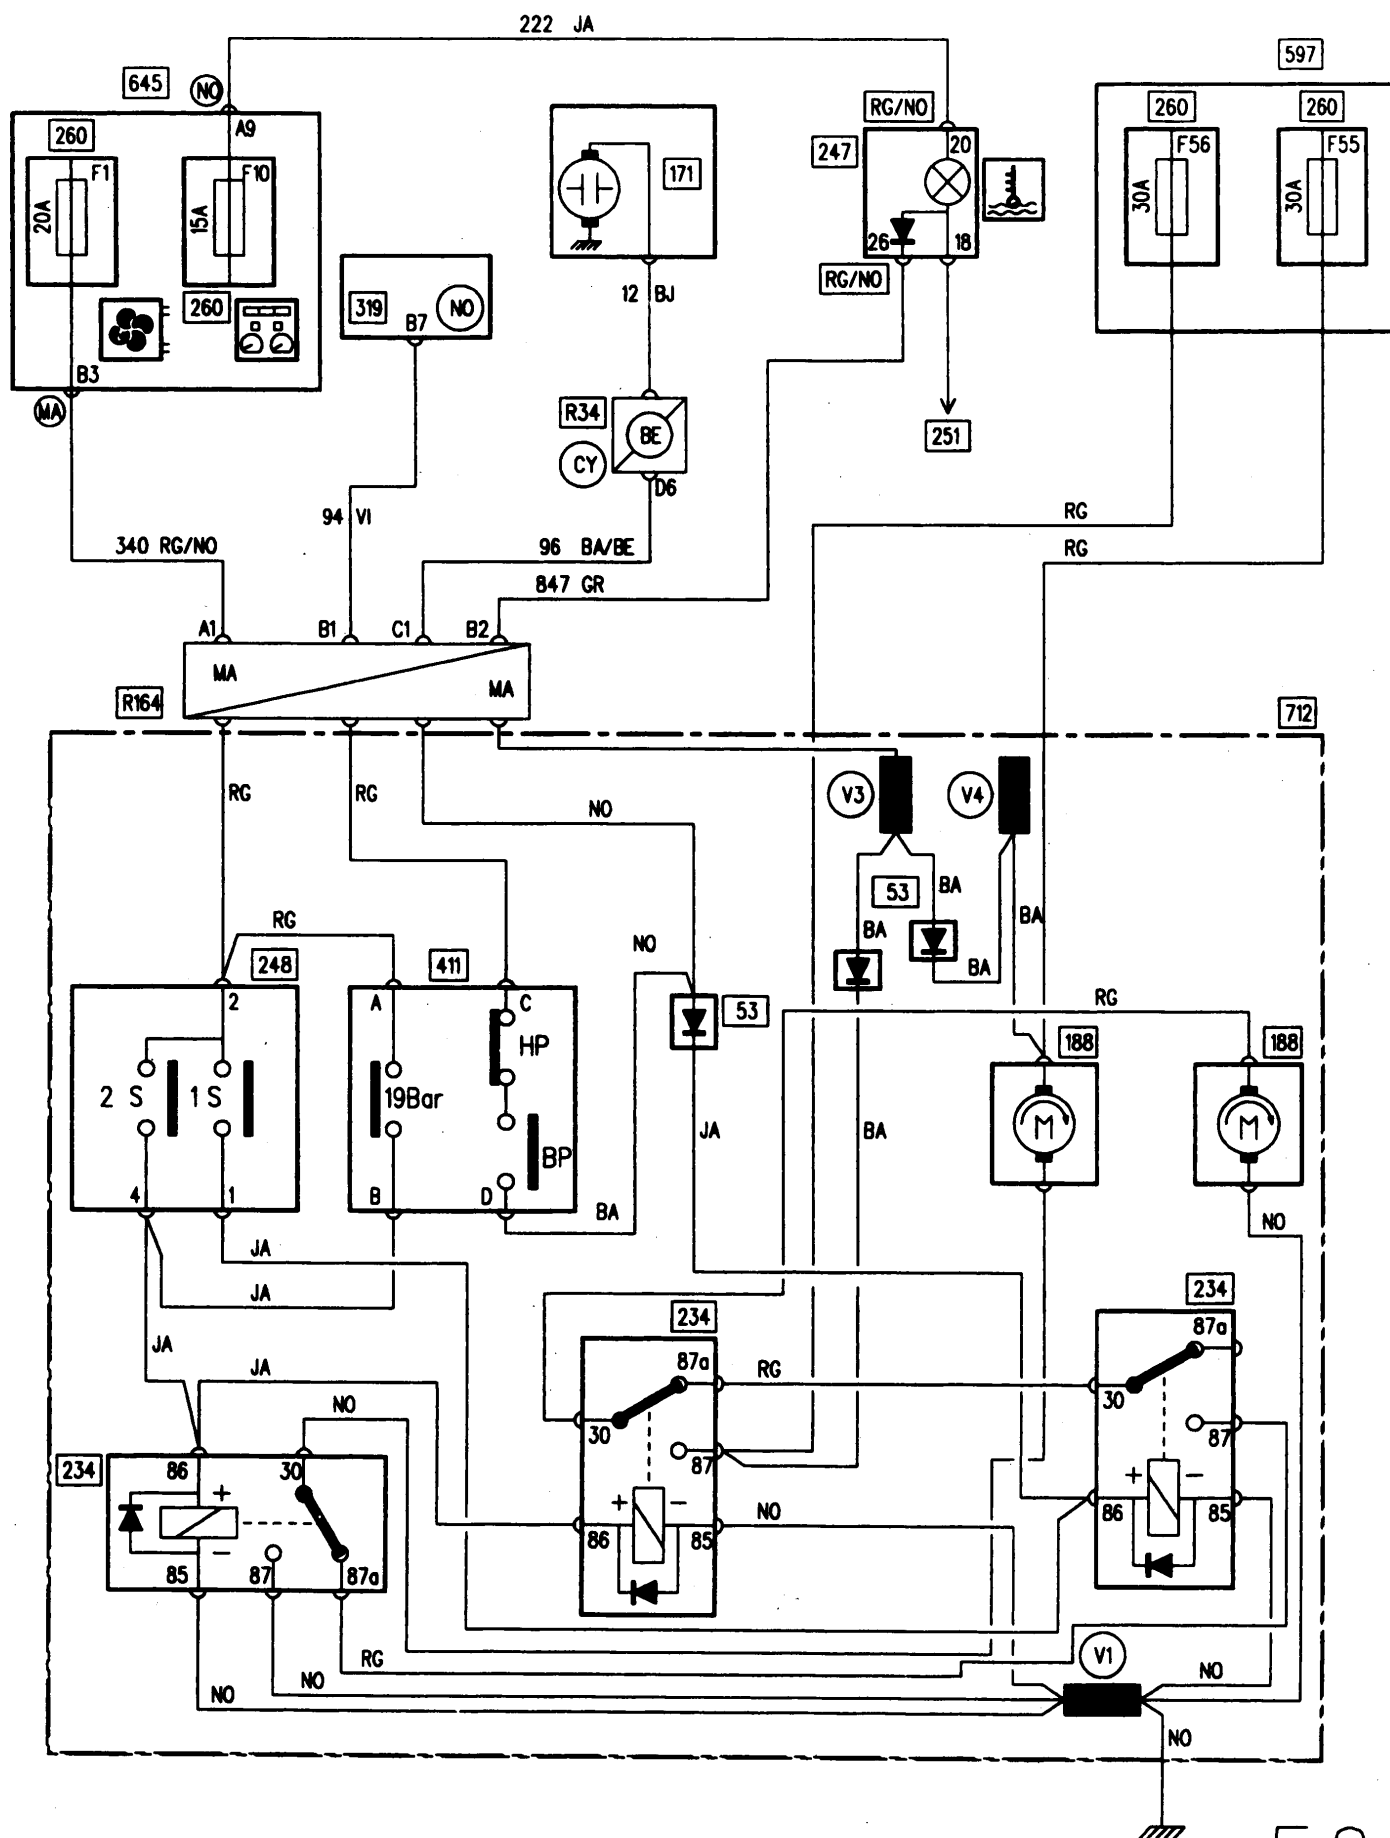 222 JA
645
NO
A9
260
F1
20A
F10
15A
260
B3
MA
171
RG/NO
20
247
26
18
RG/NO
597
260
260
F56
30A
F55
30A
319
NO
B7
12 BJ
R34
BE
CY
D6
251
94 VI
340 RG/NO
96 BA/BE
847 GR
RG
RG
A1
B1
C1
B2
MA
MA
R164
712
RG
RG
NO
V3
V4
53
BA
BA
BA
BA
RG
248
411
NO
53
RG
2
A
C
HP
2 S
1 S
19Bar
BP
188
188
M
M
JA
BA
4
1
B
D
BA
NO
JA
JA
JA
JA
NO
234
234
87a
87a
RG
30
30
87
87
234
86
30
+
-
85
87
87a
+
-
86
85
NO
+
-
86
85
RG
V1
NO
NO
NO
NO